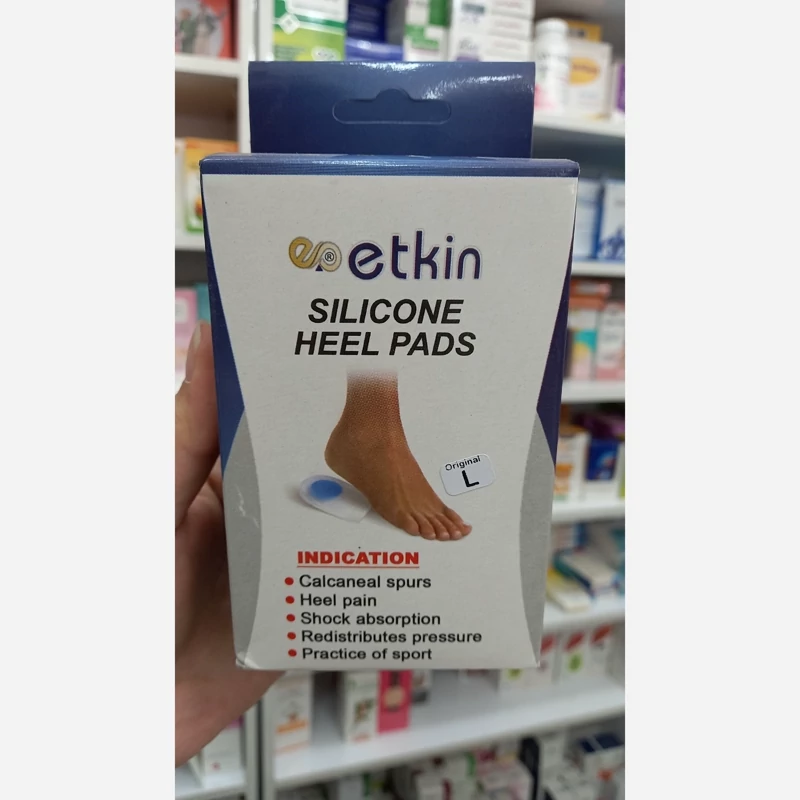 ® etkin
SILICONE
HEEL PADS
Original
L
INDICATION
• Calcaneal spurs
• Heel pain
• Shock absorption
• Redistributes pressure
• Practice of sport